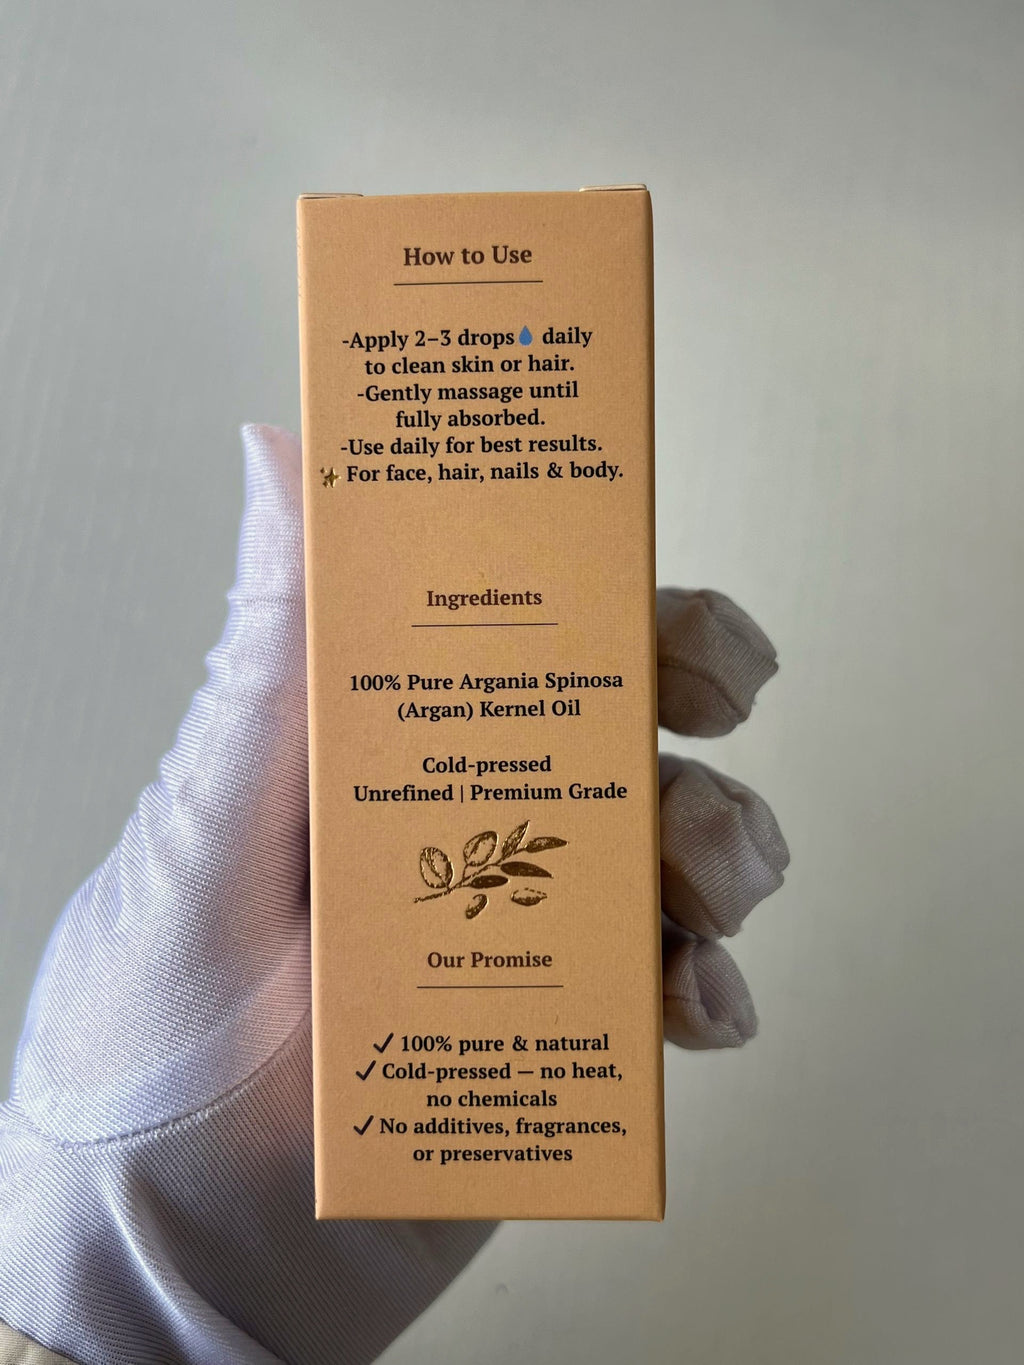 How to Use
-Apply 2–3 drops💧 daily
to clean skin or hair.
-Gently massage until
fully absorbed.
-Use daily for best results.
✨ For face, hair, nails & body.
Ingredients
100% Pure Argania Spinosa
(Argan) Kernel Oil
Cold-pressed
Unrefined | Premium Grade
Our Promise
✓ 100% pure & natural
✓ Cold-pressed — no heat,
no chemicals
✓ No additives, fragrances,
or preservatives